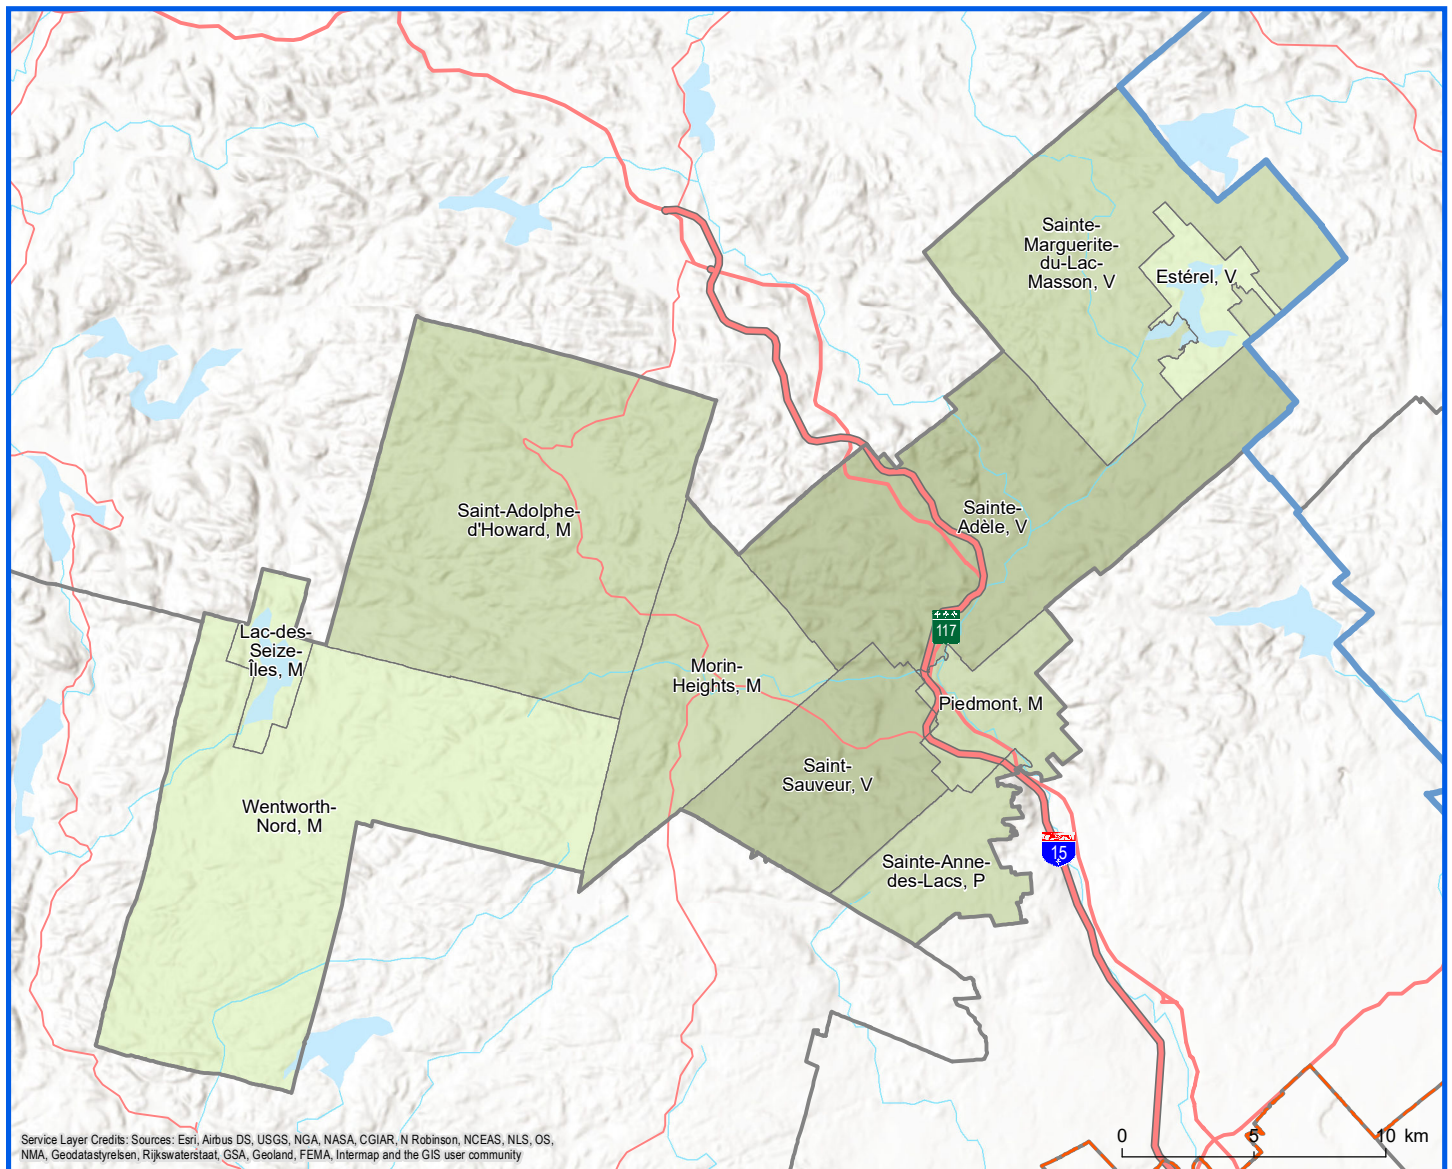 Sainte-
Marguerite-
du-Lac-
Masson, V
Estérel, V
Saint-Adolphe-
d'Howard, M
Sainte-
Adèle, V
117
Lac-des-
Seize-
Îles, M
Morin-
Heights, M
Piedmont, M
Saint-
Sauveur, V
Wentworth-
Nord, M
15
Sainte-Anne-
des-Lacs, P
0 5 10 km
Service Layer Credits: Sources: Esri, Airbus DS, USGS, NGA, NASA, CGIAR, N Robinson, NCEAS, NLS, OS,
NMA, Geodatastyrelsen, Rijkswaterstaat, GSA, Geoland, FEMA, Intermap and the GIS user community